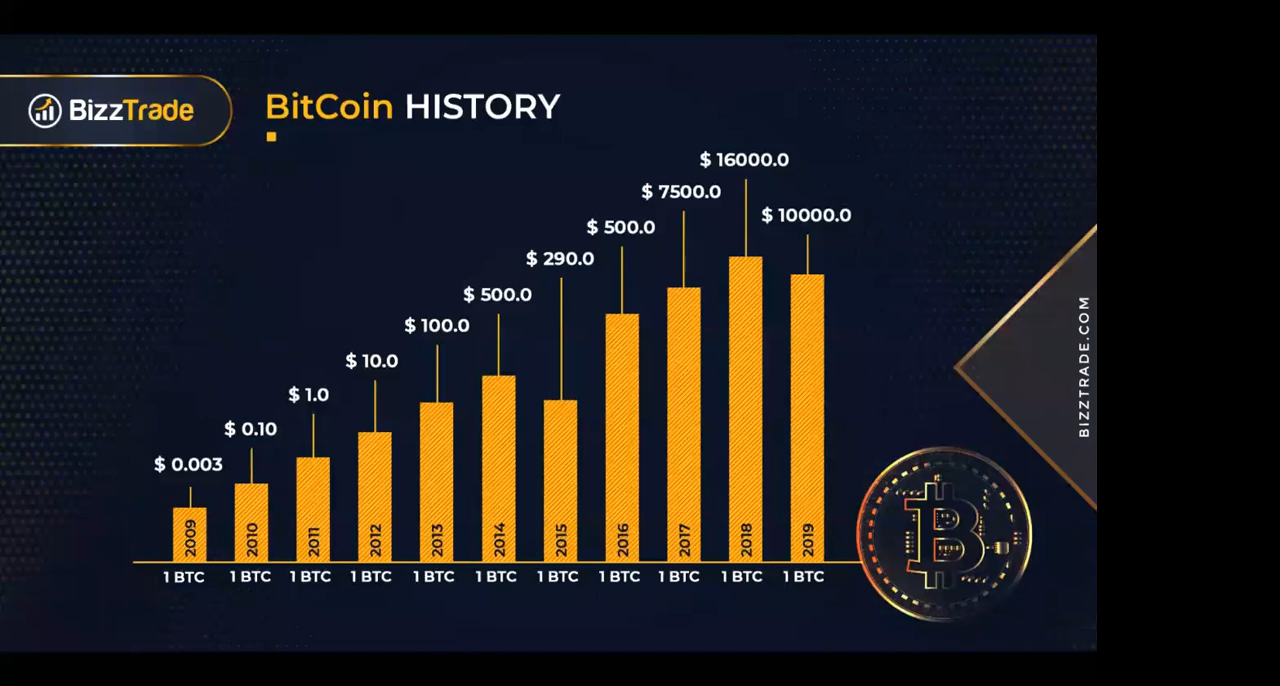 BizzTrade
BitCoin HISTORY
$ 16000.0
$ 7500.0
$ 10000.0
$ 500.0
$ 290.0
$ 500.0
$ 100.0
$ 10.0
$ 1.0
$ 0.10
$ 0.003
2009 2010 2011 2012 2013 2014 2015 2016 2017 2018 2019
1 BTC 1 BTC 1 BTC 1 BTC 1 BTC 1 BTC 1 BTC 1 BTC 1 BTC 1 BTC 1 BTC
BIZZTRADE.COM